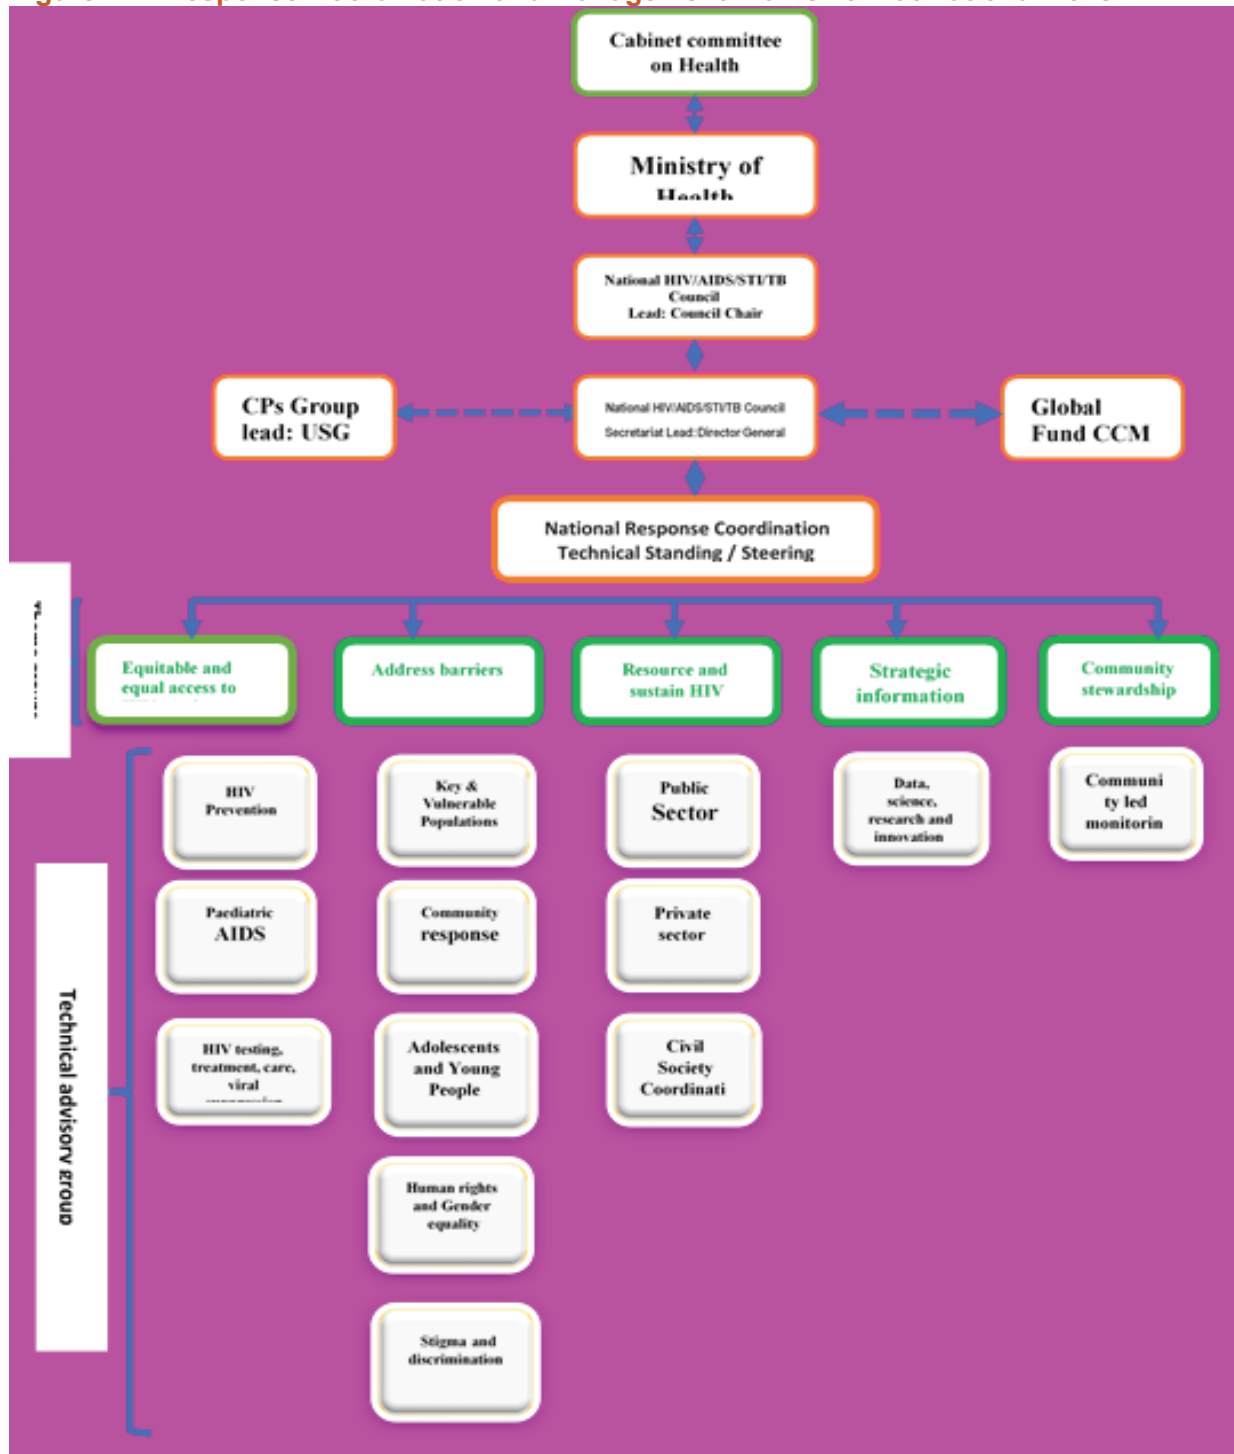 Cabinet committee
on Health
Ministry of
Health
National HIV/AIDS/STI/TB
Council
Lead: Council Chair
CPs Group
lead: USG
National HIV/AIDS/STI/TB Council
Secretariat Lead:Director General
Global
Fund CCM
National Response Coordination
Technical Standing / Steering
Equitable and
equal access to
Address barriers
Resource and
sustain HIV
Strategic
information
Community
stewardship
HIV
Prevention
Key &
Vulnerable
Populations
Public
Sector
Data,
science,
research and
innovation
Communi
ty led
monitorin
Paediatric
AIDS
Community
response
Private
sector
HIV testing,
treatment, care,
viral
Adolescents
and Young
People
Civil
Society
Coordinati
Human rights
and Gender
equality
Stigma and
discrimination
Technical advisory group